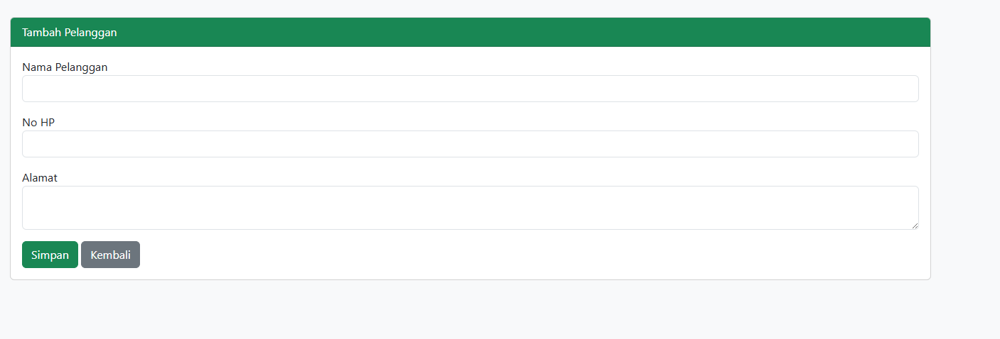 Tambah Pelanggan
Nama Pelanggan
No HP
Alamat
Simpan Kembali